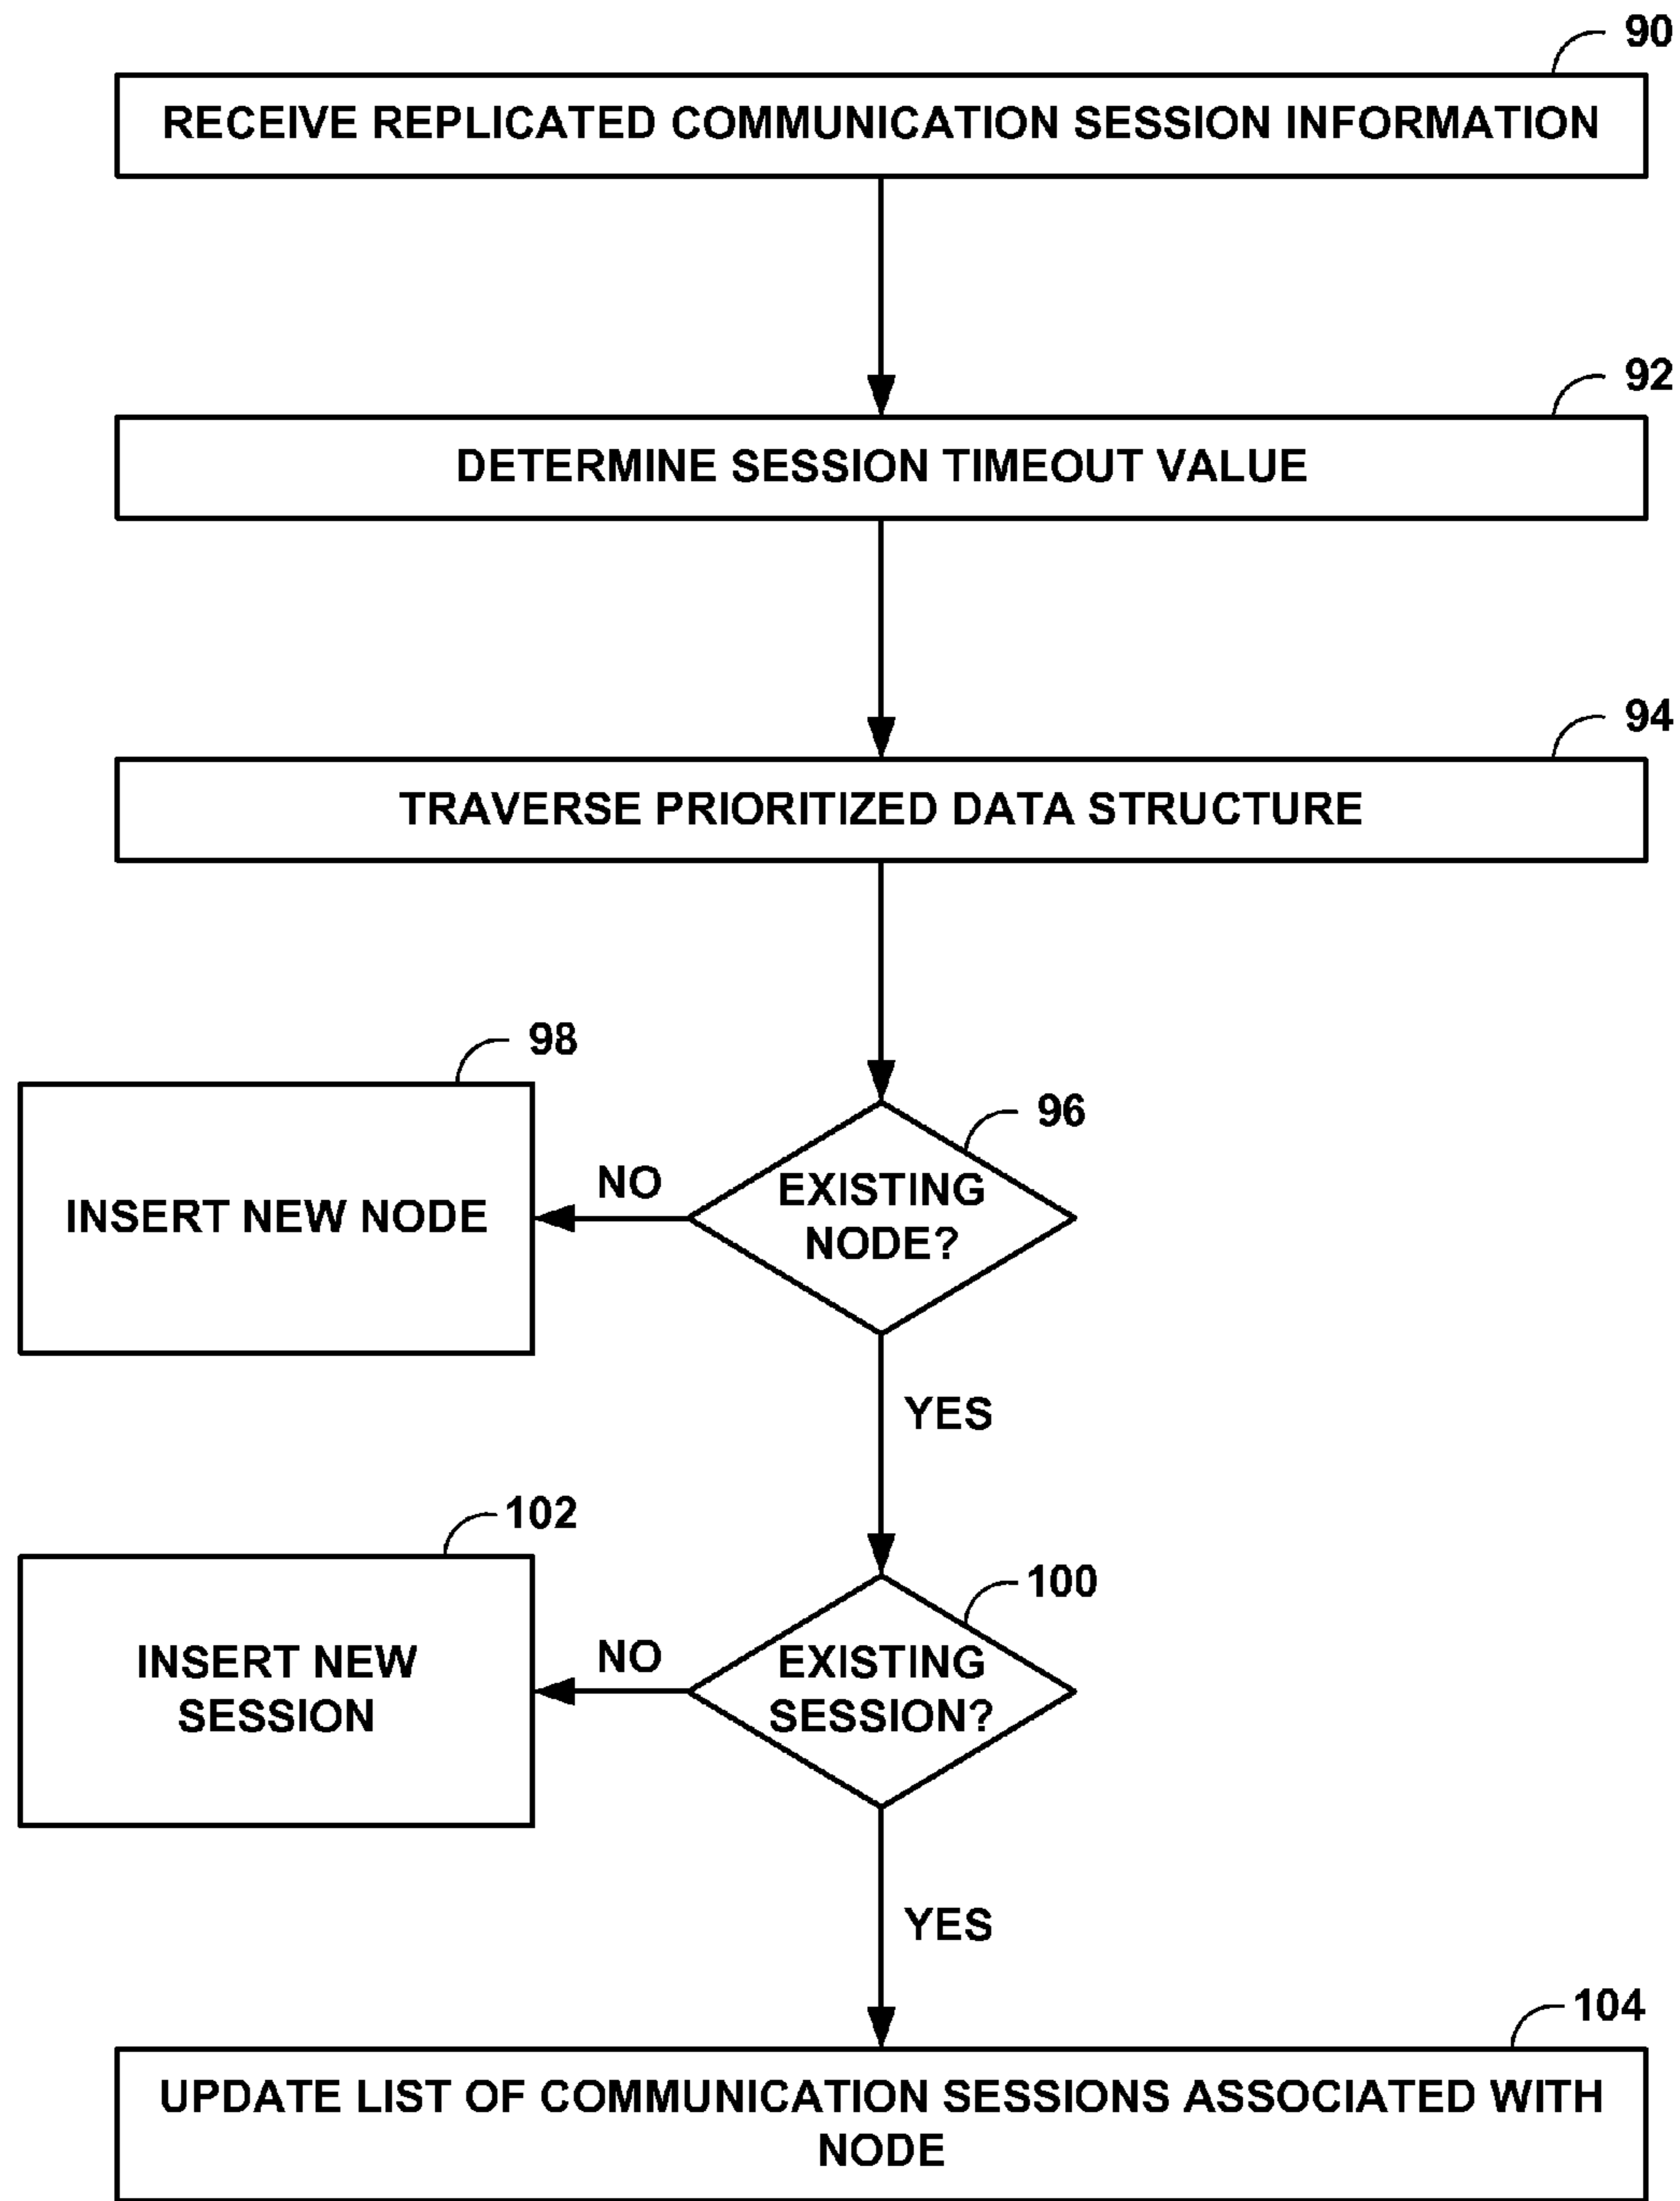 90
RECEIVE REPLICATED COMMUNICATION SESSION INFORMATION
92
DETERMINE SESSION TIMEOUT VALUE
94
TRAVERSE PRIORITIZED DATA STRUCTURE
98
INSERT NEW NODE
NO
96
EXISTING
NODE?
YES
102
INSERT NEW
SESSION
NO
100
EXISTING
SESSION?
YES
104
UPDATE LIST OF COMMUNICATION SESSIONS ASSOCIATED WITH
NODE